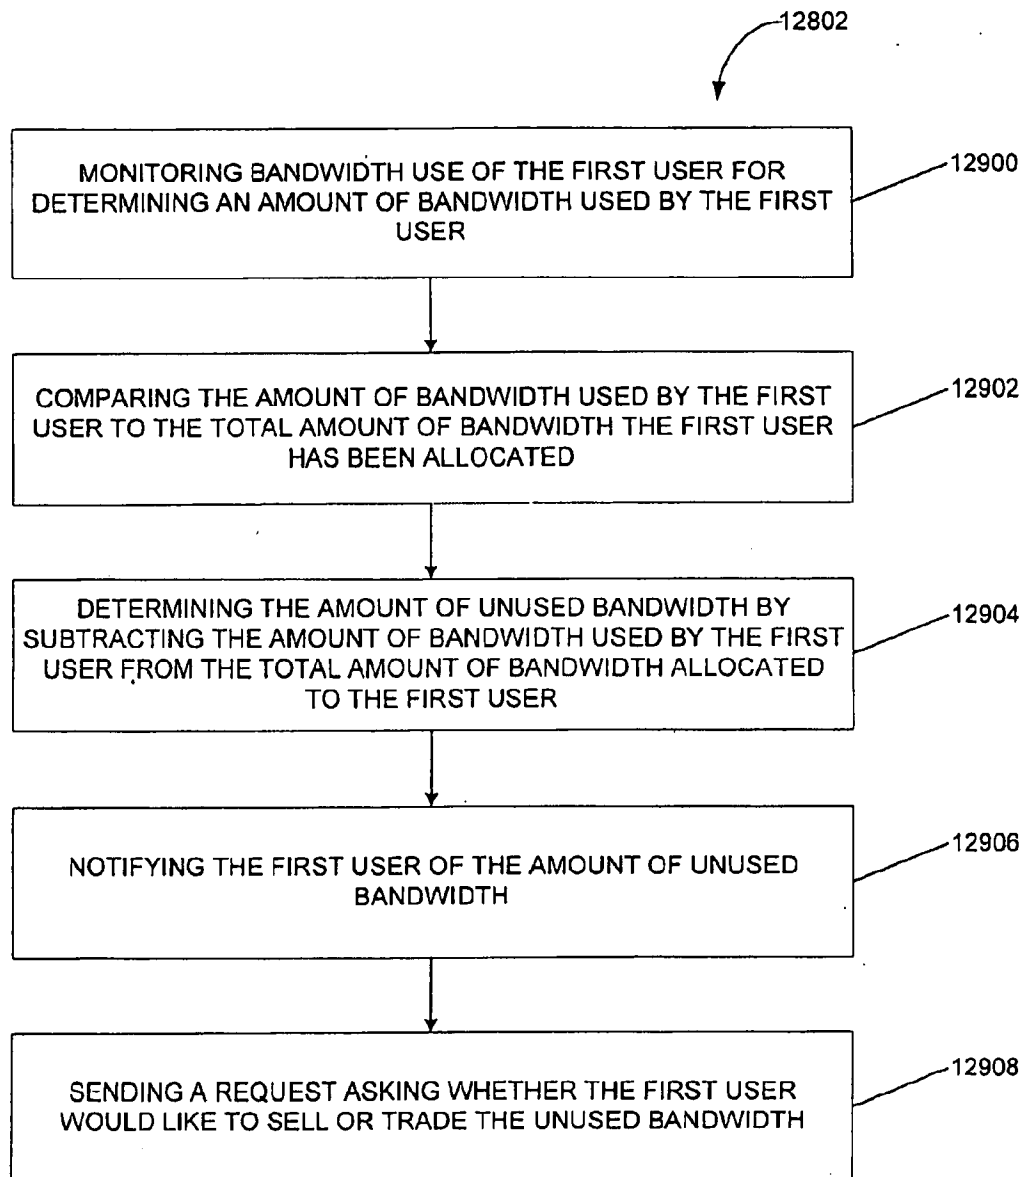 12802
MONITORING BANDWIDTH USE OF THE FIRST USER FOR
DETERMINING AN AMOUNT OF BANDWIDTH USED BY THE FIRST
USER
12900
COMPARING THE AMOUNT OF BANDWIDTH USED BY THE FIRST
USER TO THE TOTAL AMOUNT OF BANDWIDTH THE FIRST USER
HAS BEEN ALLOCATED
12902
DETERMINING THE AMOUNT OF UNUSED BANDWIDTH BY
SUBTRACTING THE AMOUNT OF BANDWIDTH USED BY THE FIRST
USER FROM THE TOTAL AMOUNT OF BANDWIDTH ALLOCATED
TO THE FIRST USER
12904
NOTIFYING THE FIRST USER OF THE AMOUNT OF UNUSED
BANDWIDTH
12906
SENDING A REQUEST ASKING WHETHER THE FIRST USER
WOULD LIKE TO SELL OR TRADE THE UNUSED BANDWIDTH
12908